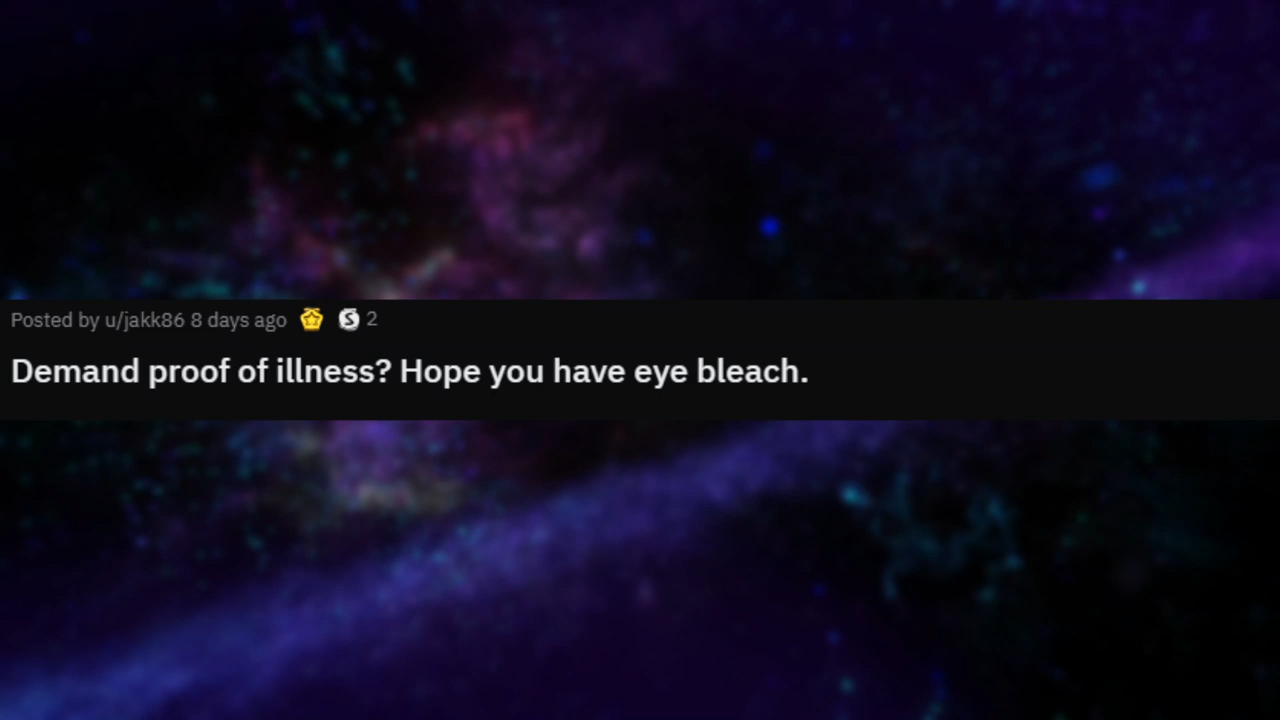 Posted by u/jakk86 8 days ago 2
Demand proof of illness? Hope you have eye bleach.